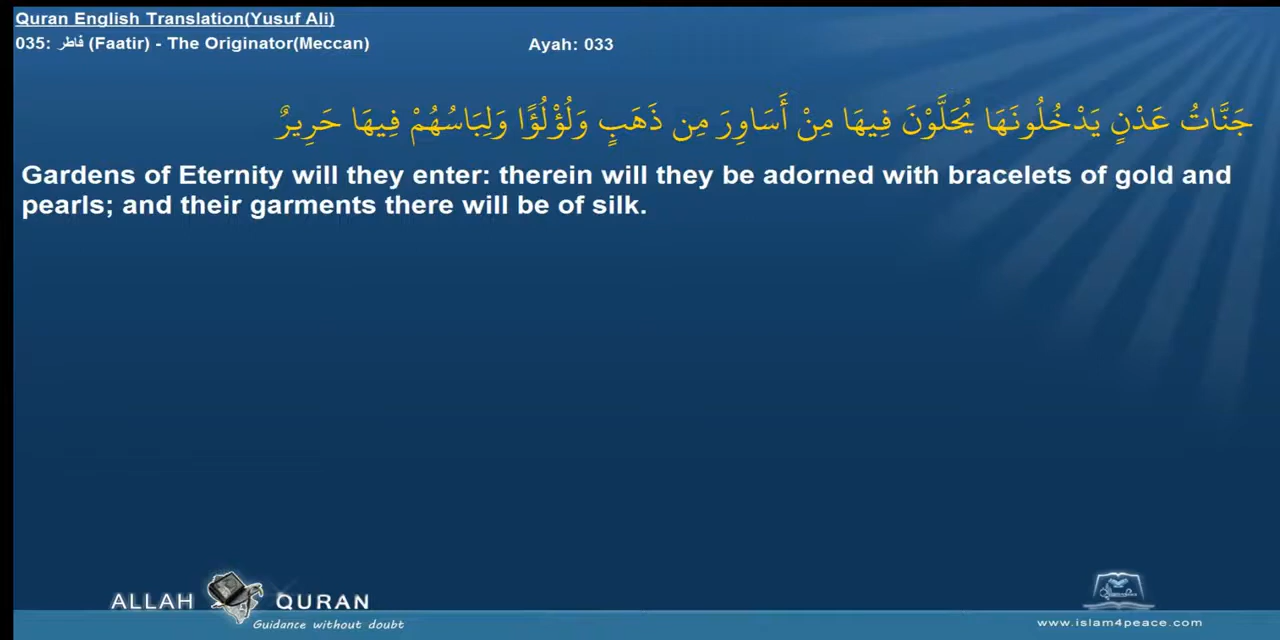 Quran English Translation(Yusuf Ali)
035: فاطر (Faatir) - The Originator(Meccan)
Ayah: 033
جَنَّاتُ عَدْنٍ يَدْخُلُونَهَا يُحَلَّوْنَ فِيهَا مِنْ أَسَاوِرَ مِن ذَهَبٍ وَلُؤْلُؤًا وَلِبَاسُهُمْ فِيهَا حَرِيرٌ
Gardens of Eternity will they enter: therein will they be adorned with bracelets of gold and
pearls; and their garments there will be of silk.
ALLAH QURAN
Guidance without doubt
www.islam4peace.com